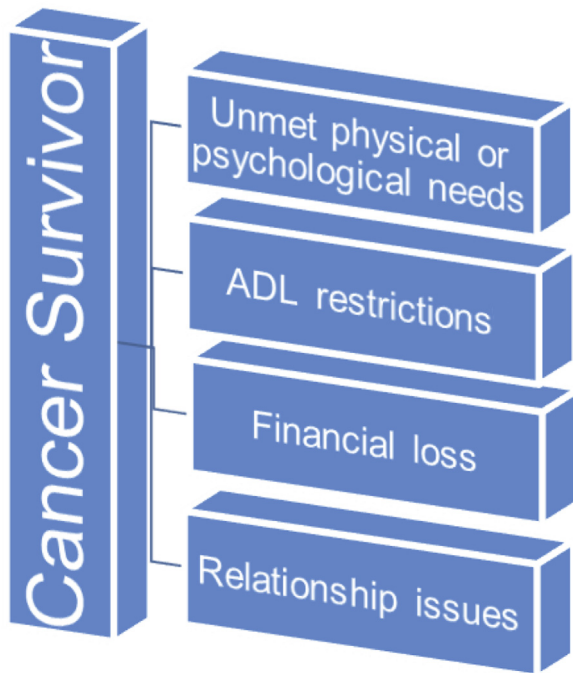 Cancer Survivor
Unmet physical or
psychological needs
ADL restrictions
Financial loss
Relationship issues